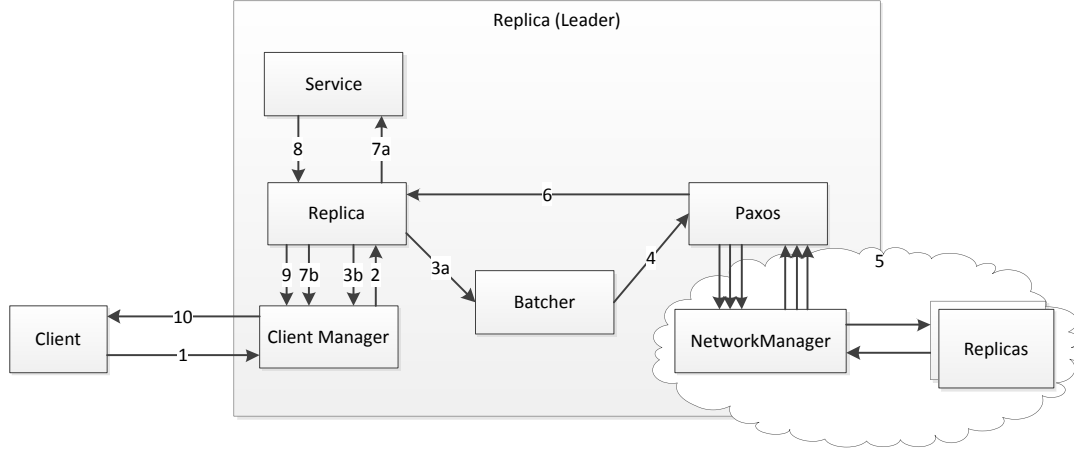 Replica (Leader)
Service
8
7a
Replica
6
Paxos
9
7b
3b
2
3a
4
5
Batcher
Client
10
1
Client Manager
NetworkManager
Replicas